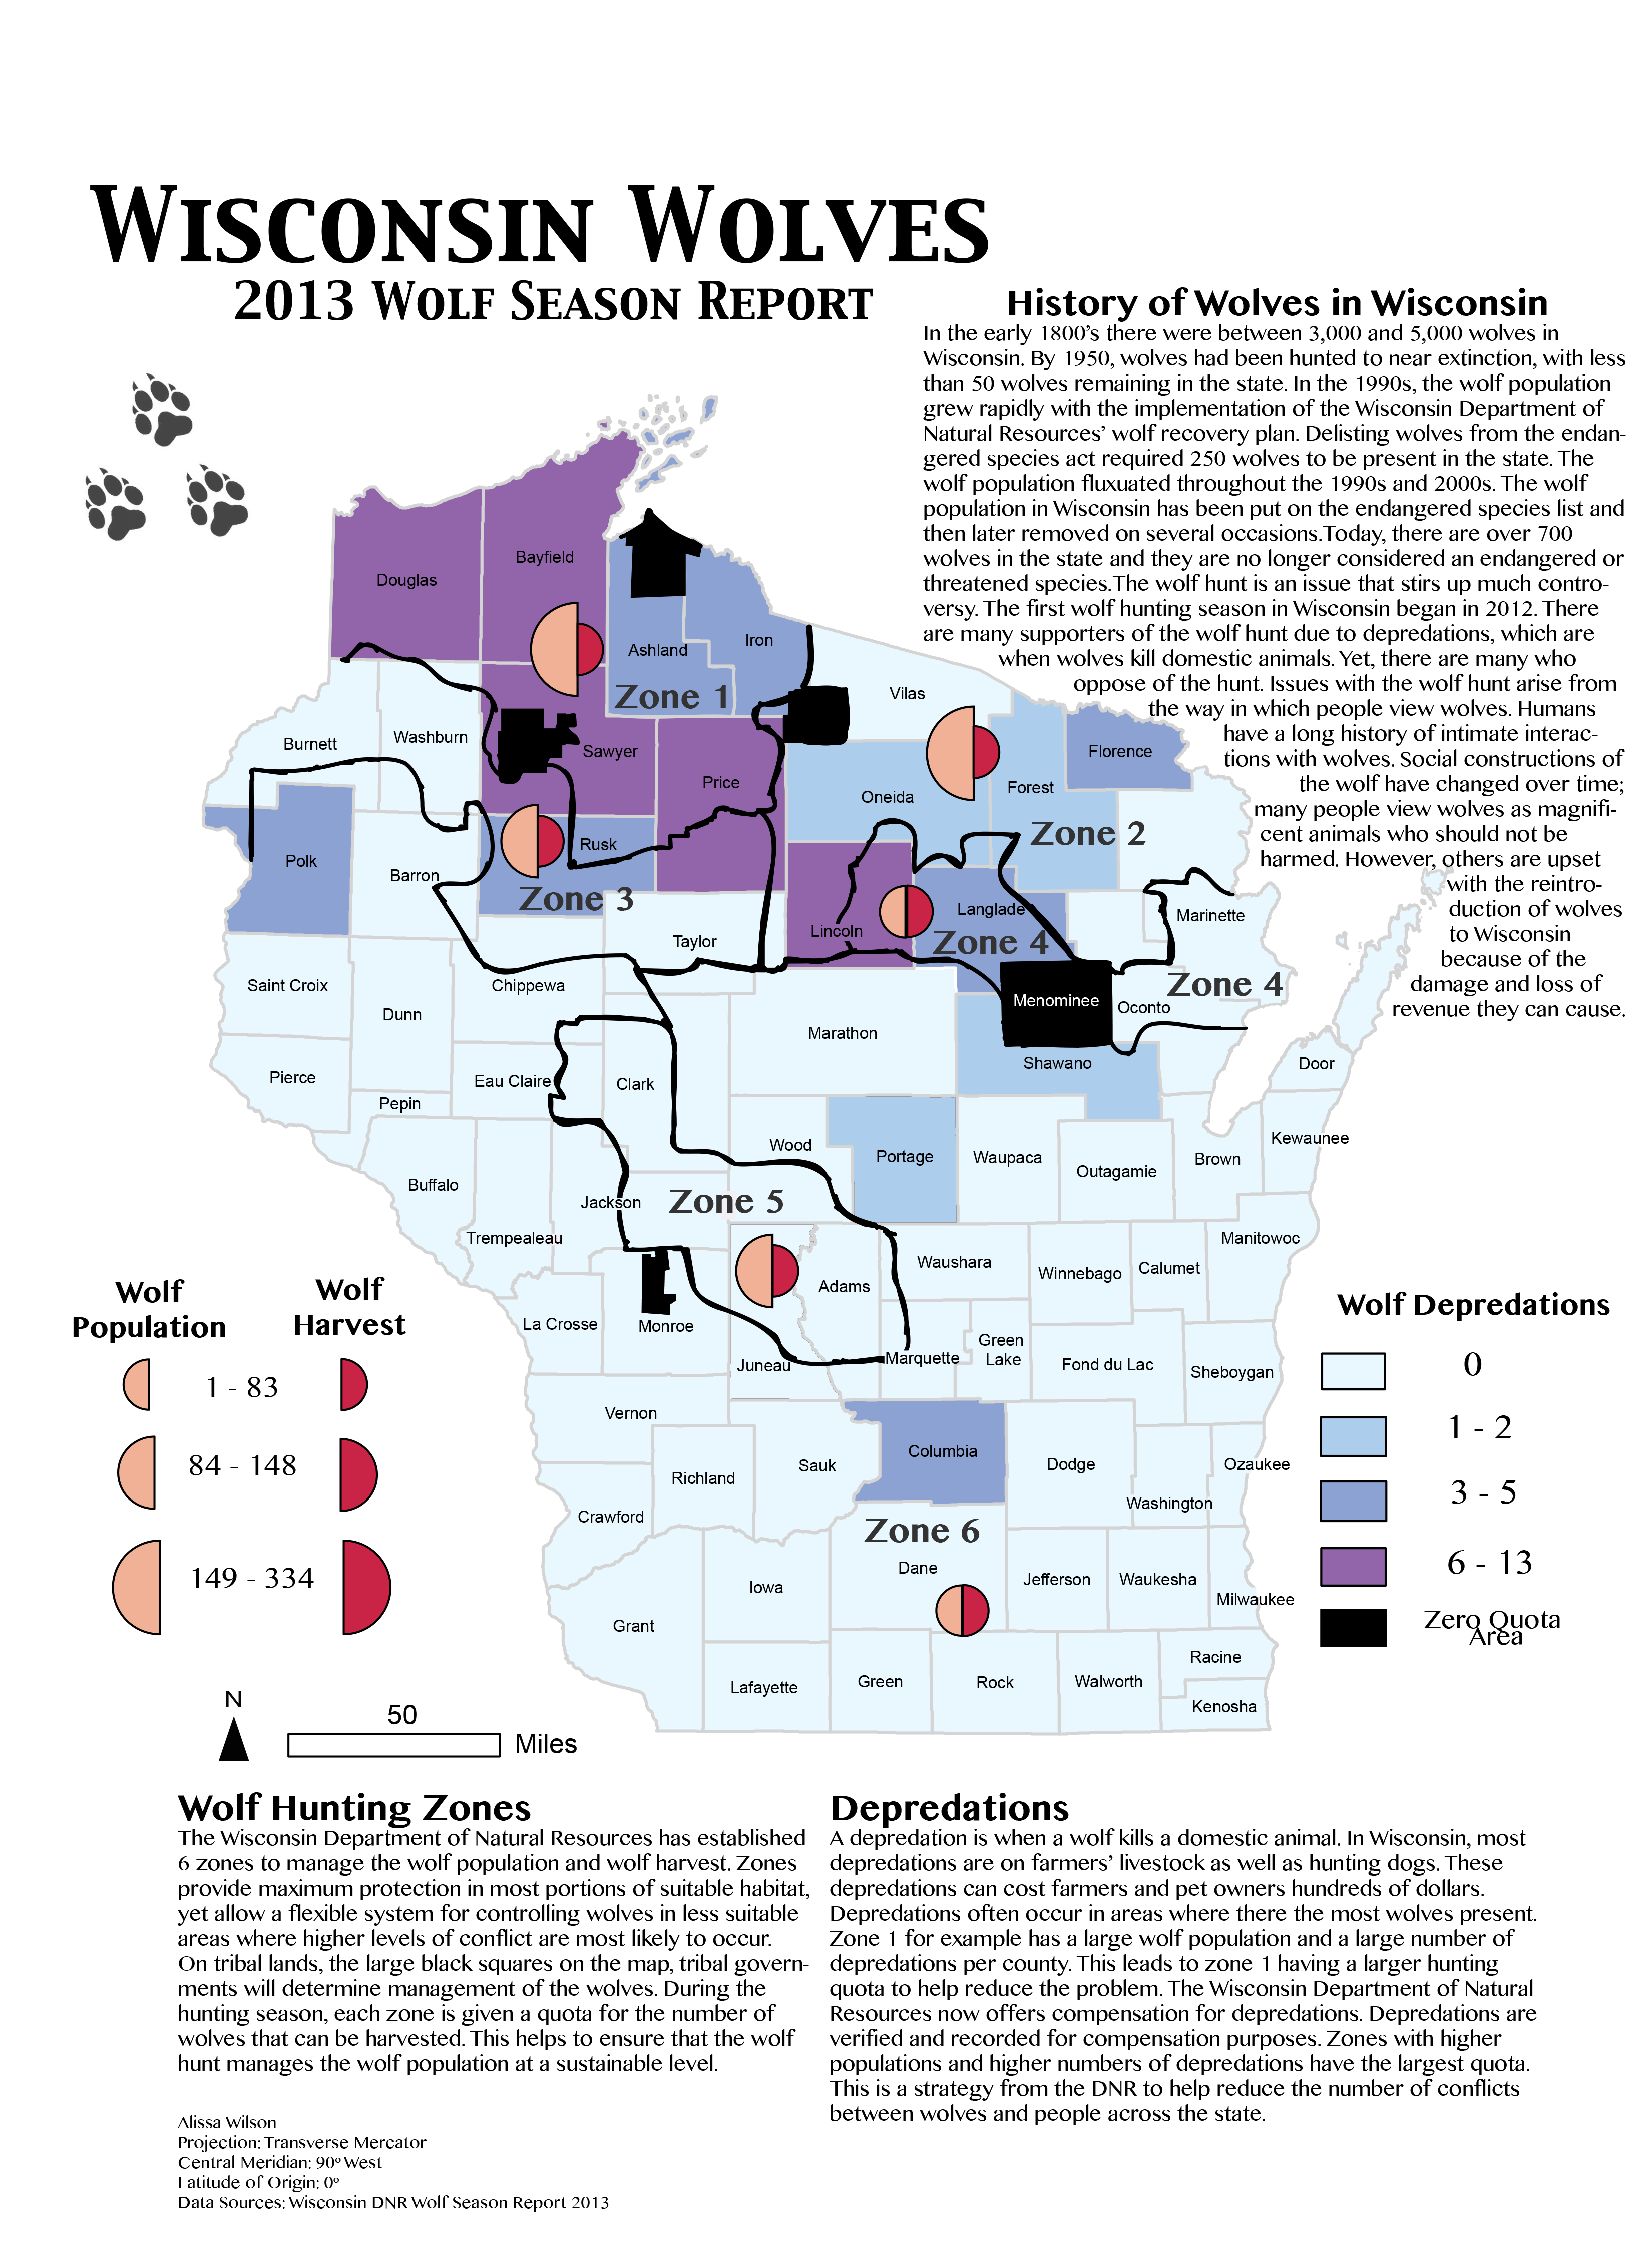 Wisconsin Wolves
2013 Wolf Season Report
History of Wolves in Wisconsin
In the early 1800's there were between 3,000 and 5,000 wolves in
Wisconsin. By 1950, wolves had been hunted to near extinction, with less
than 50 wolves remaining in the state. In the 1990s, the wolf population
grew rapidly with the implementation of the Wisconsin Department of
Natural Resources' wolf recovery plan. Delisting wolves from the endan-
gered species act required 250 wolves to be present in the state. The
wolf population fluxuated throughout the 1990s and 2000s. The wolf
population in Wisconsin has been put on the endangered species list and
then later removed on several occasions.Today, there are over 700
wolves in the state and they are no longer considered an endangered or
threatened species.The wolf hunt is an issue that stirs up much contro-
versy. The first wolf hunting season in Wisconsin began in 2012. There
are many supporters of the wolf hunt due to depredations, which are
when wolves kill domestic animals. Yet, there are many who
oppose of the hunt. Issues with the wolf hunt arise from
the way in which people view wolves. Humans
have a long history of intimate interac-
tions with wolves. Social constructions of
the wolf have changed over time;
many people view wolves as magnifi-
cent animals who should not be
harmed. However, others are upset
with the reintro-
duction of wolves
to Wisconsin
because of the
damage and loss of
revenue they can cause.
Douglas
Bayfield
Ashland
Iron
Zone 1
Vilas
Burnett
Washburn
Sawyer
Price
Oneida
Forest
Florence
Zone 2
Polk
Barron
Rusk
Zone 3
Taylor
Lincoln
Langlade
Zone 4
Marinette
Zone 4
Saint Croix
Dunn
Chippewa
Marathon
Menominee
Oconto
Shawano
Door
Pierce
Pepin
Eau Claire
Clark
Wood
Portage
Waupaca
Outagamie
Brown
Kewaunee
Buffalo
Trempealeau
Jackson
Zone 5
Adams
Waushara
Winnebago
Calumet
Manitowoc
La Crosse
Monroe
Juneau
Marquette
Green
Lake
Fond du Lac
Sheboygan
Vernon
Richland
Sauk
Columbia
Dodge
Washington
Ozaukee
Crawford
Zone 6
Dane
Grant
Iowa
Jefferson
Waukesha
Milwaukee
Lafayette
Green
Rock
Walworth
Racine
Kenosha
Wolf
Population
Wolf
Harvest
1 - 83
84 - 148
149 - 334
Wolf Depredations
0
1 - 2
3 - 5
6 - 13
Zero Quota
Area
N
50
Miles
Wolf Hunting Zones
The Wisconsin Department of Natural Resources has established
6 zones to manage the wolf population and wolf harvest. Zones
provide maximum protection in most portions of suitable habitat,
yet allow a flexible system for controlling wolves in less suitable
areas where higher levels of conflict are most likely to occur.
On tribal lands, the large black squares on the map, tribal govern-
ments will determine management of the wolves. During the
hunting season, each zone is given a quota for the number of
wolves that can be harvested. This helps to ensure that the wolf
hunt manages the wolf population at a sustainable level.
Depredations
A depredation is when a wolf kills a domestic animal. In Wisconsin, most
depredations are on farmers' livestock as well as hunting dogs. These
depredations can cost farmers and pet owners hundreds of dollars.
Depredations often occur in areas where there the most wolves present.
Zone 1 for example has a large wolf population and a large number of
depredations per county. This leads to zone 1 having a larger hunting
quota to help reduce the problem. The Wisconsin Department of Natural
Resources now offers compensation for depredations. Depredations are
verified and recorded for compensation purposes. Zones with higher
populations and higher numbers of depredations have the largest quota.
This is a strategy from the DNR to help reduce the number of conflicts
between wolves and people across the state.
Alissa Wilson
Projection: Transverse Mercator
Central Meridian: 90º West
Latitude of Origin: 0º
Data Sources: Wisconsin DNR Wolf Season Report 2013